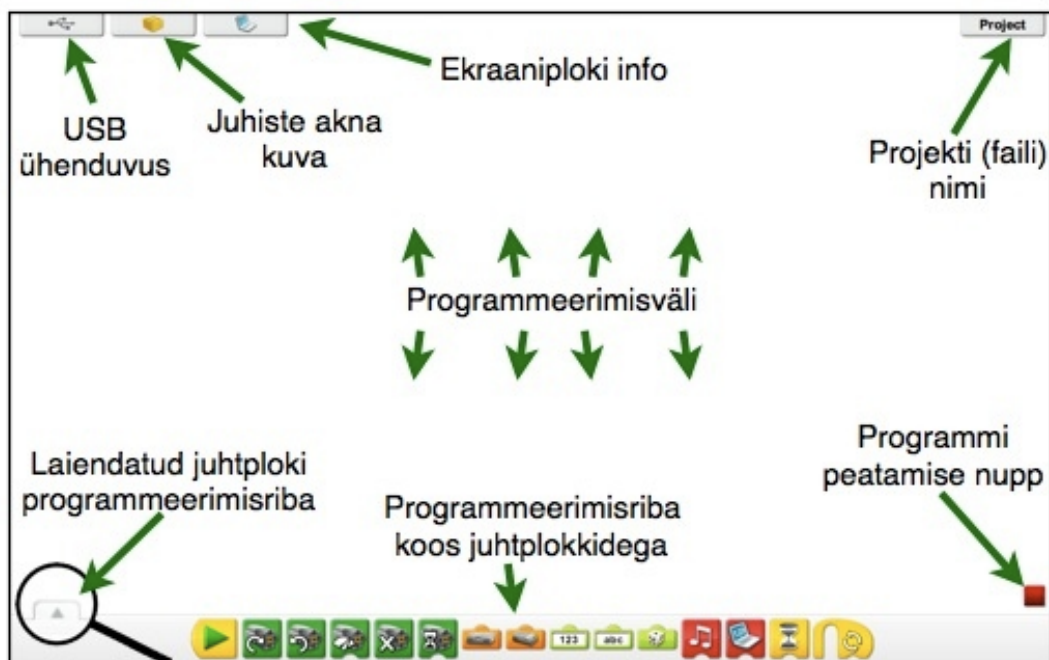 Project
Ekraaniploki info
USB
ühenduvus
Juhiste akna
kuva
Projekti (faili)
nimi
Programmeerimisväli
Laiendatud juhtploki
programmeerimisriba
Programmeerimisriba
koos juhtplokkidega
Programmi
peatamise nupp
123
abc